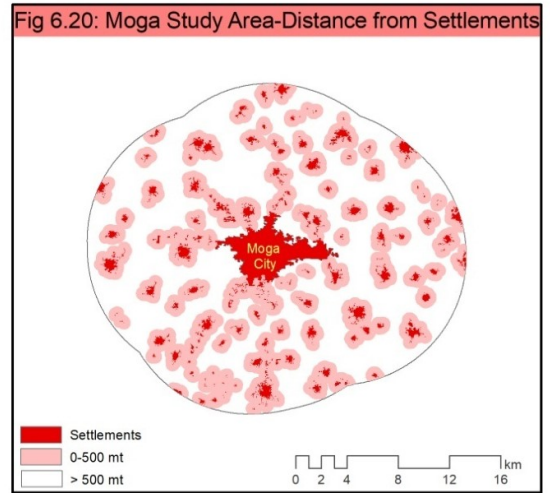 Fig 6.20: Moga Study Area-Distance from Settlements
Moga
City
Settlements
0-500 mt
> 500 mt
km
0 2 4 8 12 16